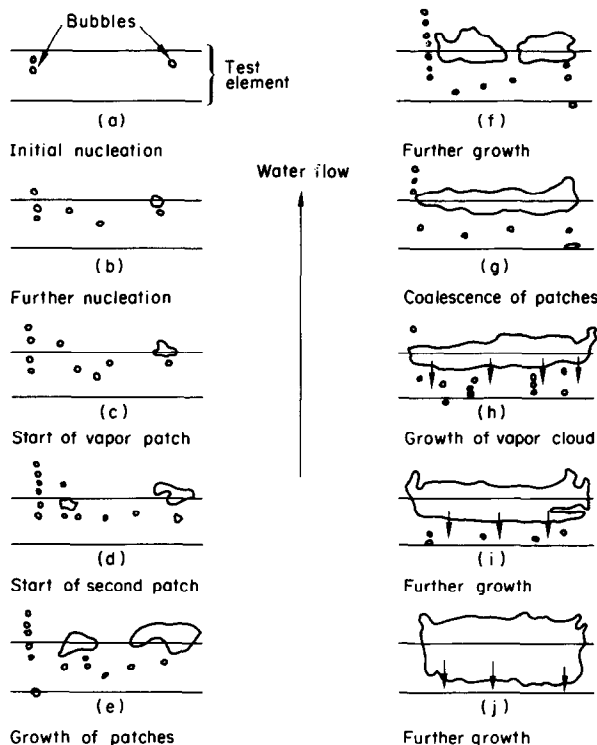 Bubbles
Test
element
(a)
Initial nucleation
(b)
Further nucleation
(c)
Start of vapor patch
(d)
Start of second patch
(e)
Growth of patches
Water flow
(f)
Further growth
(g)
Coalescence of patches
(h)
Growth of vapor cloud
(i)
Further growth
(j)
Further growth